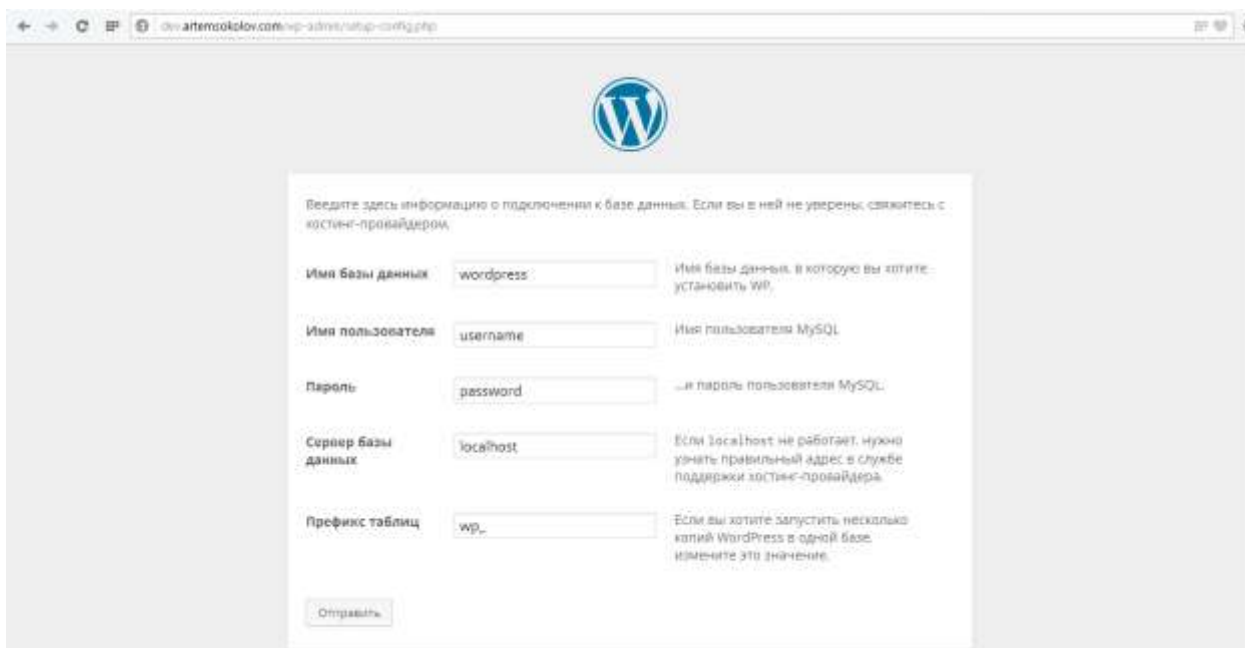 dev.artemsokolov.com/wp-admin/setup-config.php
Введите здесь информацию о подключении к базе данных. Если вы в ней не уверены, свяжитесь с
хостинг-провайдером.
Имя базы данных
wordpress
Имя базы данных, в которую вы хотите
установить WP.
Имя пользователя
username
Имя пользователя MySQL
Пароль
password
...и пароль пользователя MySQL.
Сервер базы
данных
localhost
Если localhost не работает, нужно
узнать правильный адрес в службе
поддержки хостинг-провайдера.
Префикс таблиц
wp_
Если вы хотите запустить несколько
копий WordPress в одной базе,
измените это значение.
Отправить